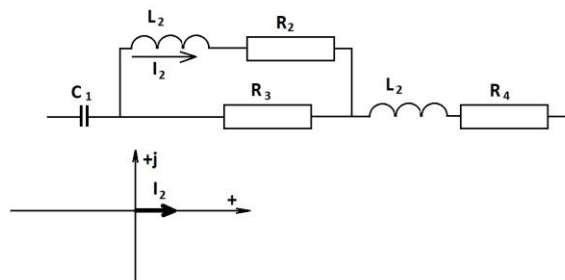 L₂ R₂
I₂
C₁ R₃ L₂ R₄
+j
I₂
+